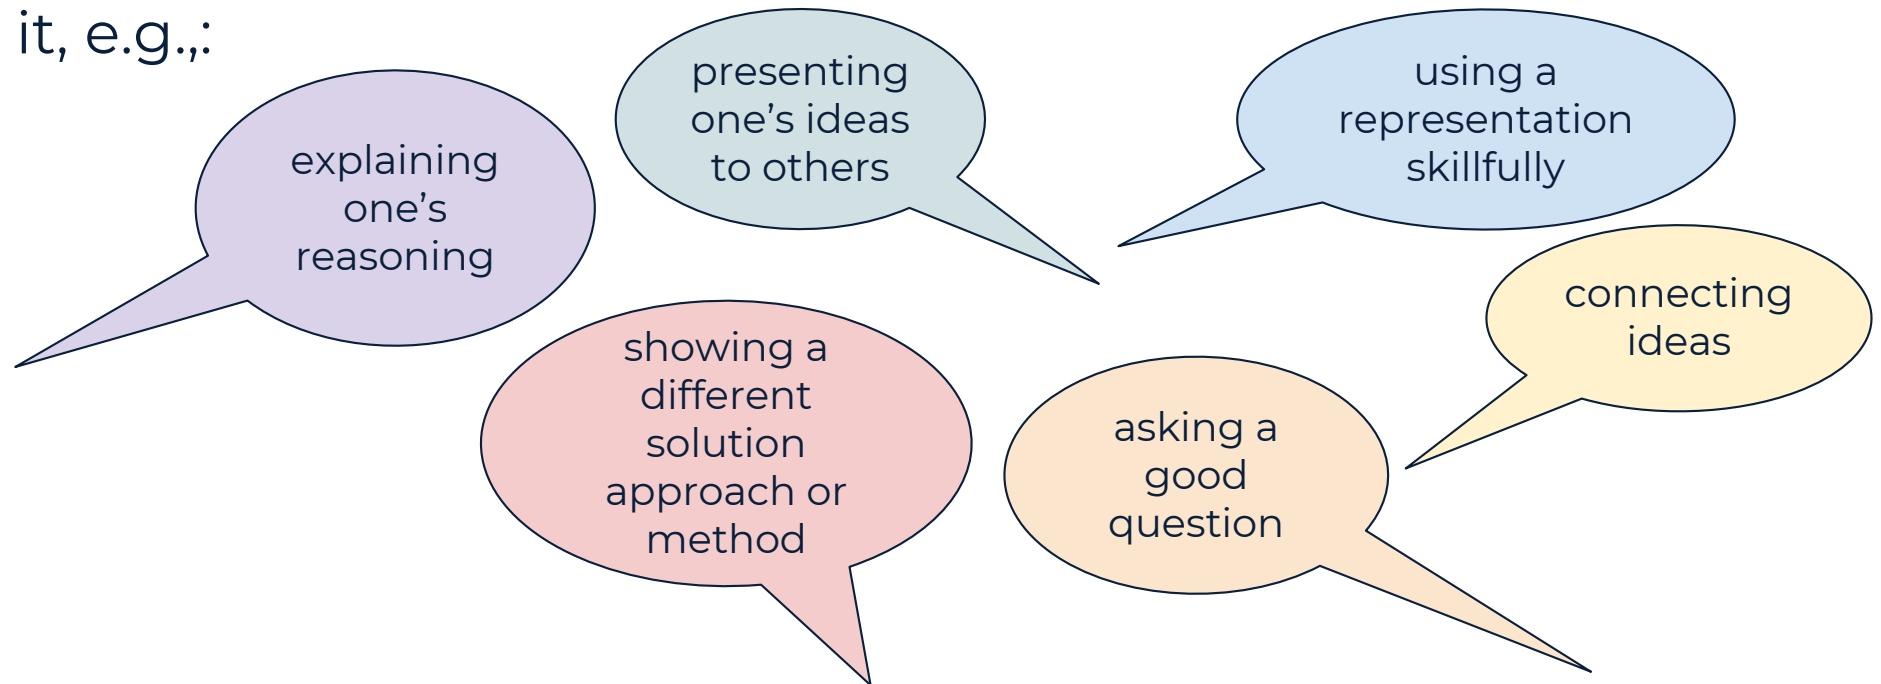 it, e.g.,:
explaining
one’s
reasoning
presenting
one’s ideas
to others
using a
representation
skillfully
showing a
different
solution
approach or
method
asking a
good
question
connecting
ideas